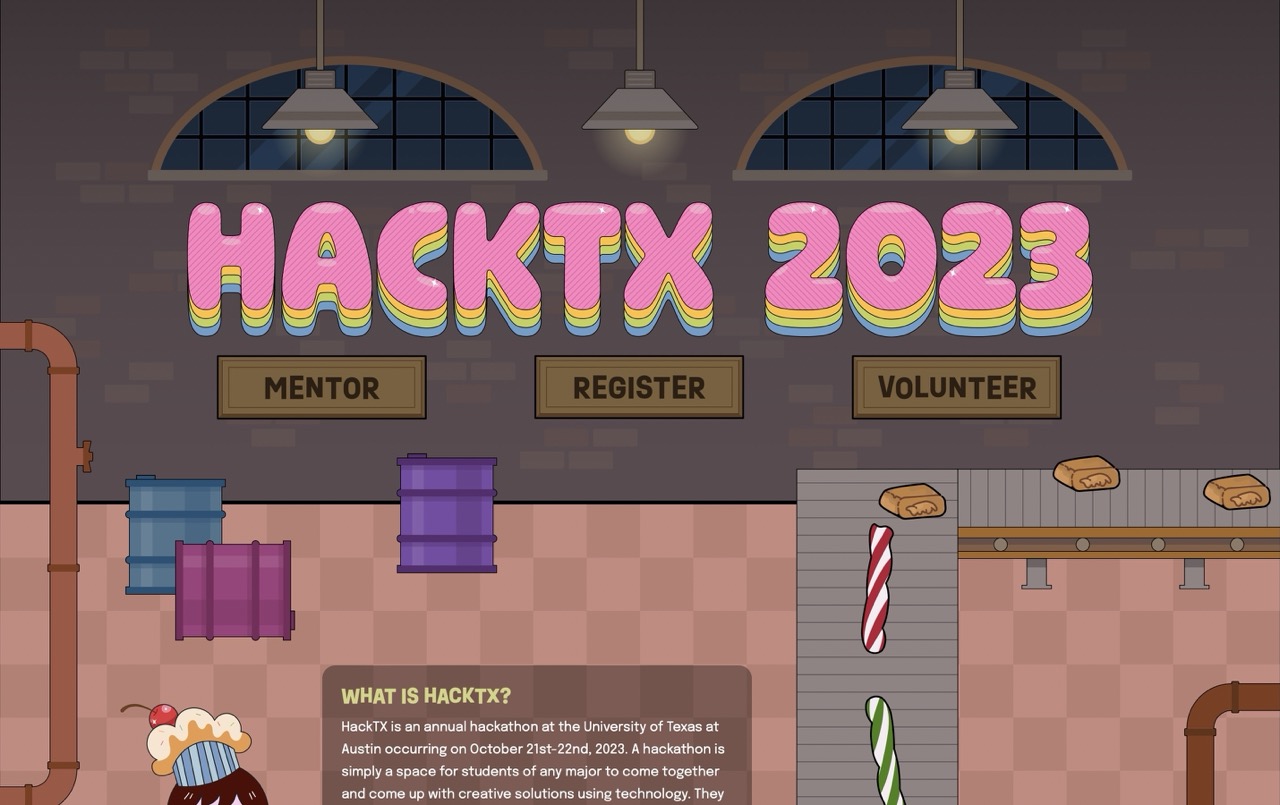 HACKTX 2023
MENTOR
REGISTER
VOLUNTEER
WHAT IS HACKTX?
HackTX is an annual hackathon at the University of Texas at
Austin occurring on October 21st-22nd, 2023. A hackathon is
simply a space for students of any major to come together
and come up with creative solutions using technology. They